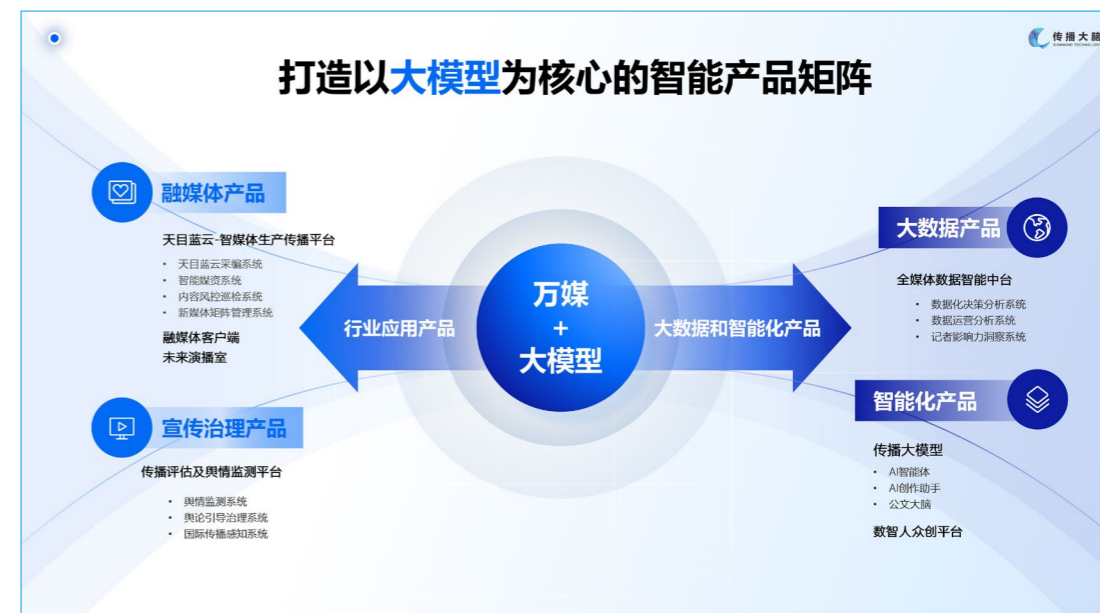 传播大脑
打造以大模型为核心的智能产品矩阵
融媒体产品
天目蓝云-智媒体生产传播平台
• 天目蓝云采编系统
• 智能媒资系统
• 内容风控巡检系统
• 新媒体矩阵管理系统
融媒体客户端
未来演播室
宣传治理产品
传播评估及舆情监测平台
• 舆情监测系统
• 舆论引导治理系统
• 国际传播感知系统
行业应用产品
万媒
+
大模型
大数据和智能化产品
大数据产品
全媒体数据智能中台
• 数据化决策分析系统
• 数据运营分析系统
• 记者影响力洞察系统
智能化产品
传播大模型
• AI智能体
• AI创作助手
• 公文大脑
数智人众创平台